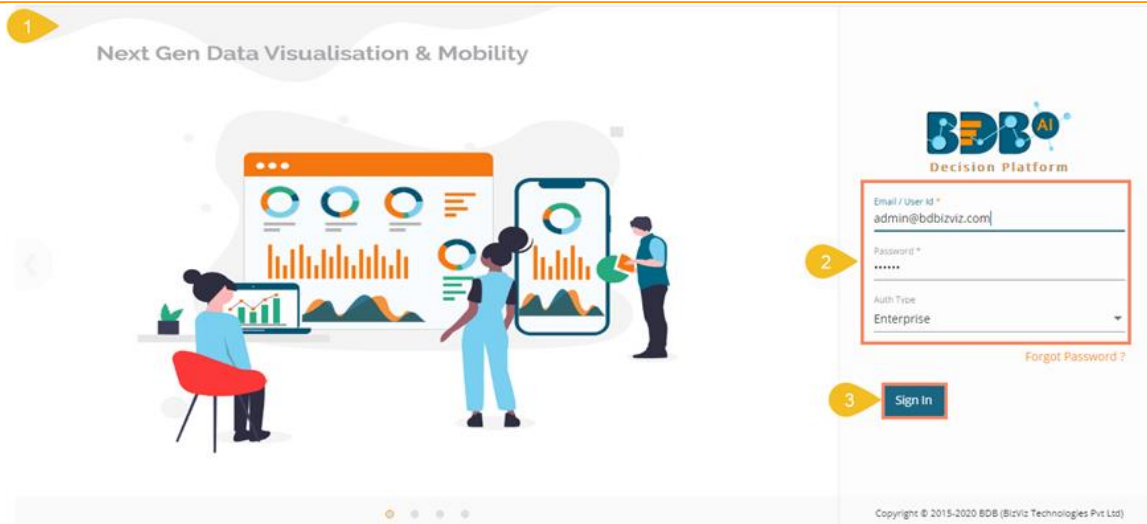 1
Next Gen Data Visualisation & Mobility
BDB AI
Decision Platform
Email / User Id *
admin@bdbizviz.com
2
Password *
••••••
Auth Type
Enterprise
Forgot Password ?
3
Sign In
Copyright © 2015-2020 BDB (BizViz Technologies Pvt Ltd)